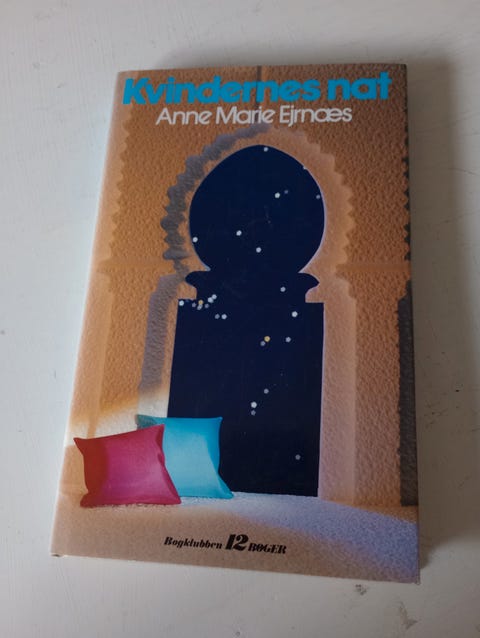 Kvindernes nat
Anne Marie Ejrnæs
Bogklubben 12 BØGER